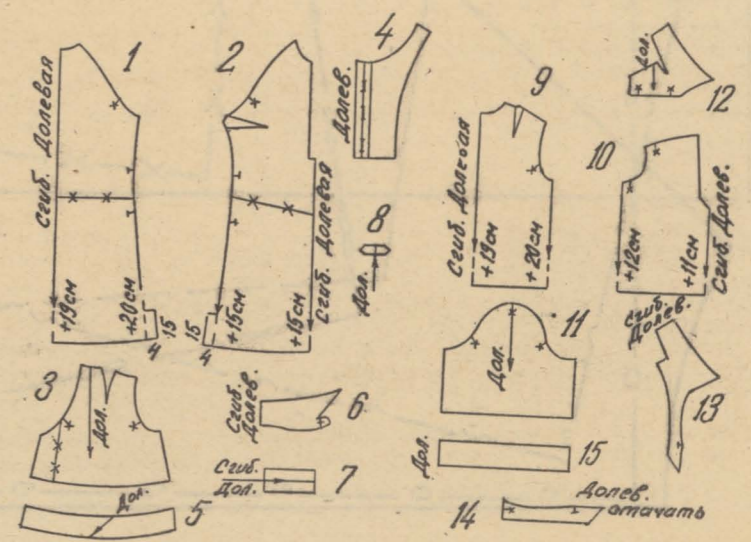 1
Сгиб. Долевая
+19см
+20см
15
4
2
Сгиб. Долевая
+15см
+15см
15
4
4
Долев.
8
Дол.
9
Сгиб. Долевая
+19см
+20см
12
Дол.
10
Сгиб. Долев.
+12см
+11см
3
Дол.
5
Дол.
6
Сгиб.
Долев.
7
Сгиб.
Дол.
11
Дол.
13
Сгиб.
Долев.
15
Дол.
14
Долев.
стачать